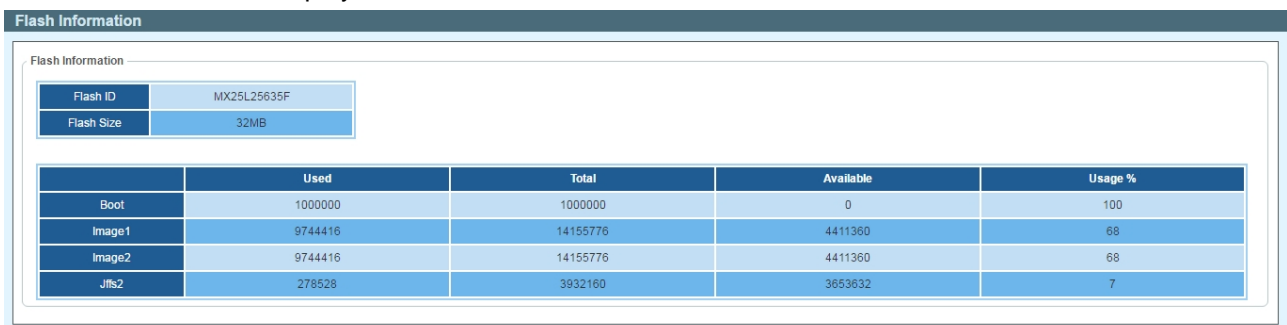 Flash Information
Flash Information
Flash ID MX25L25635F
Flash Size 32MB
Used Total Available Usage %
Boot 1000000 1000000 0 100
Image1 9744416 14155776 4411360 68
Image2 9744416 14155776 4411360 68
Jffs2 278528 3932160 3653632 7